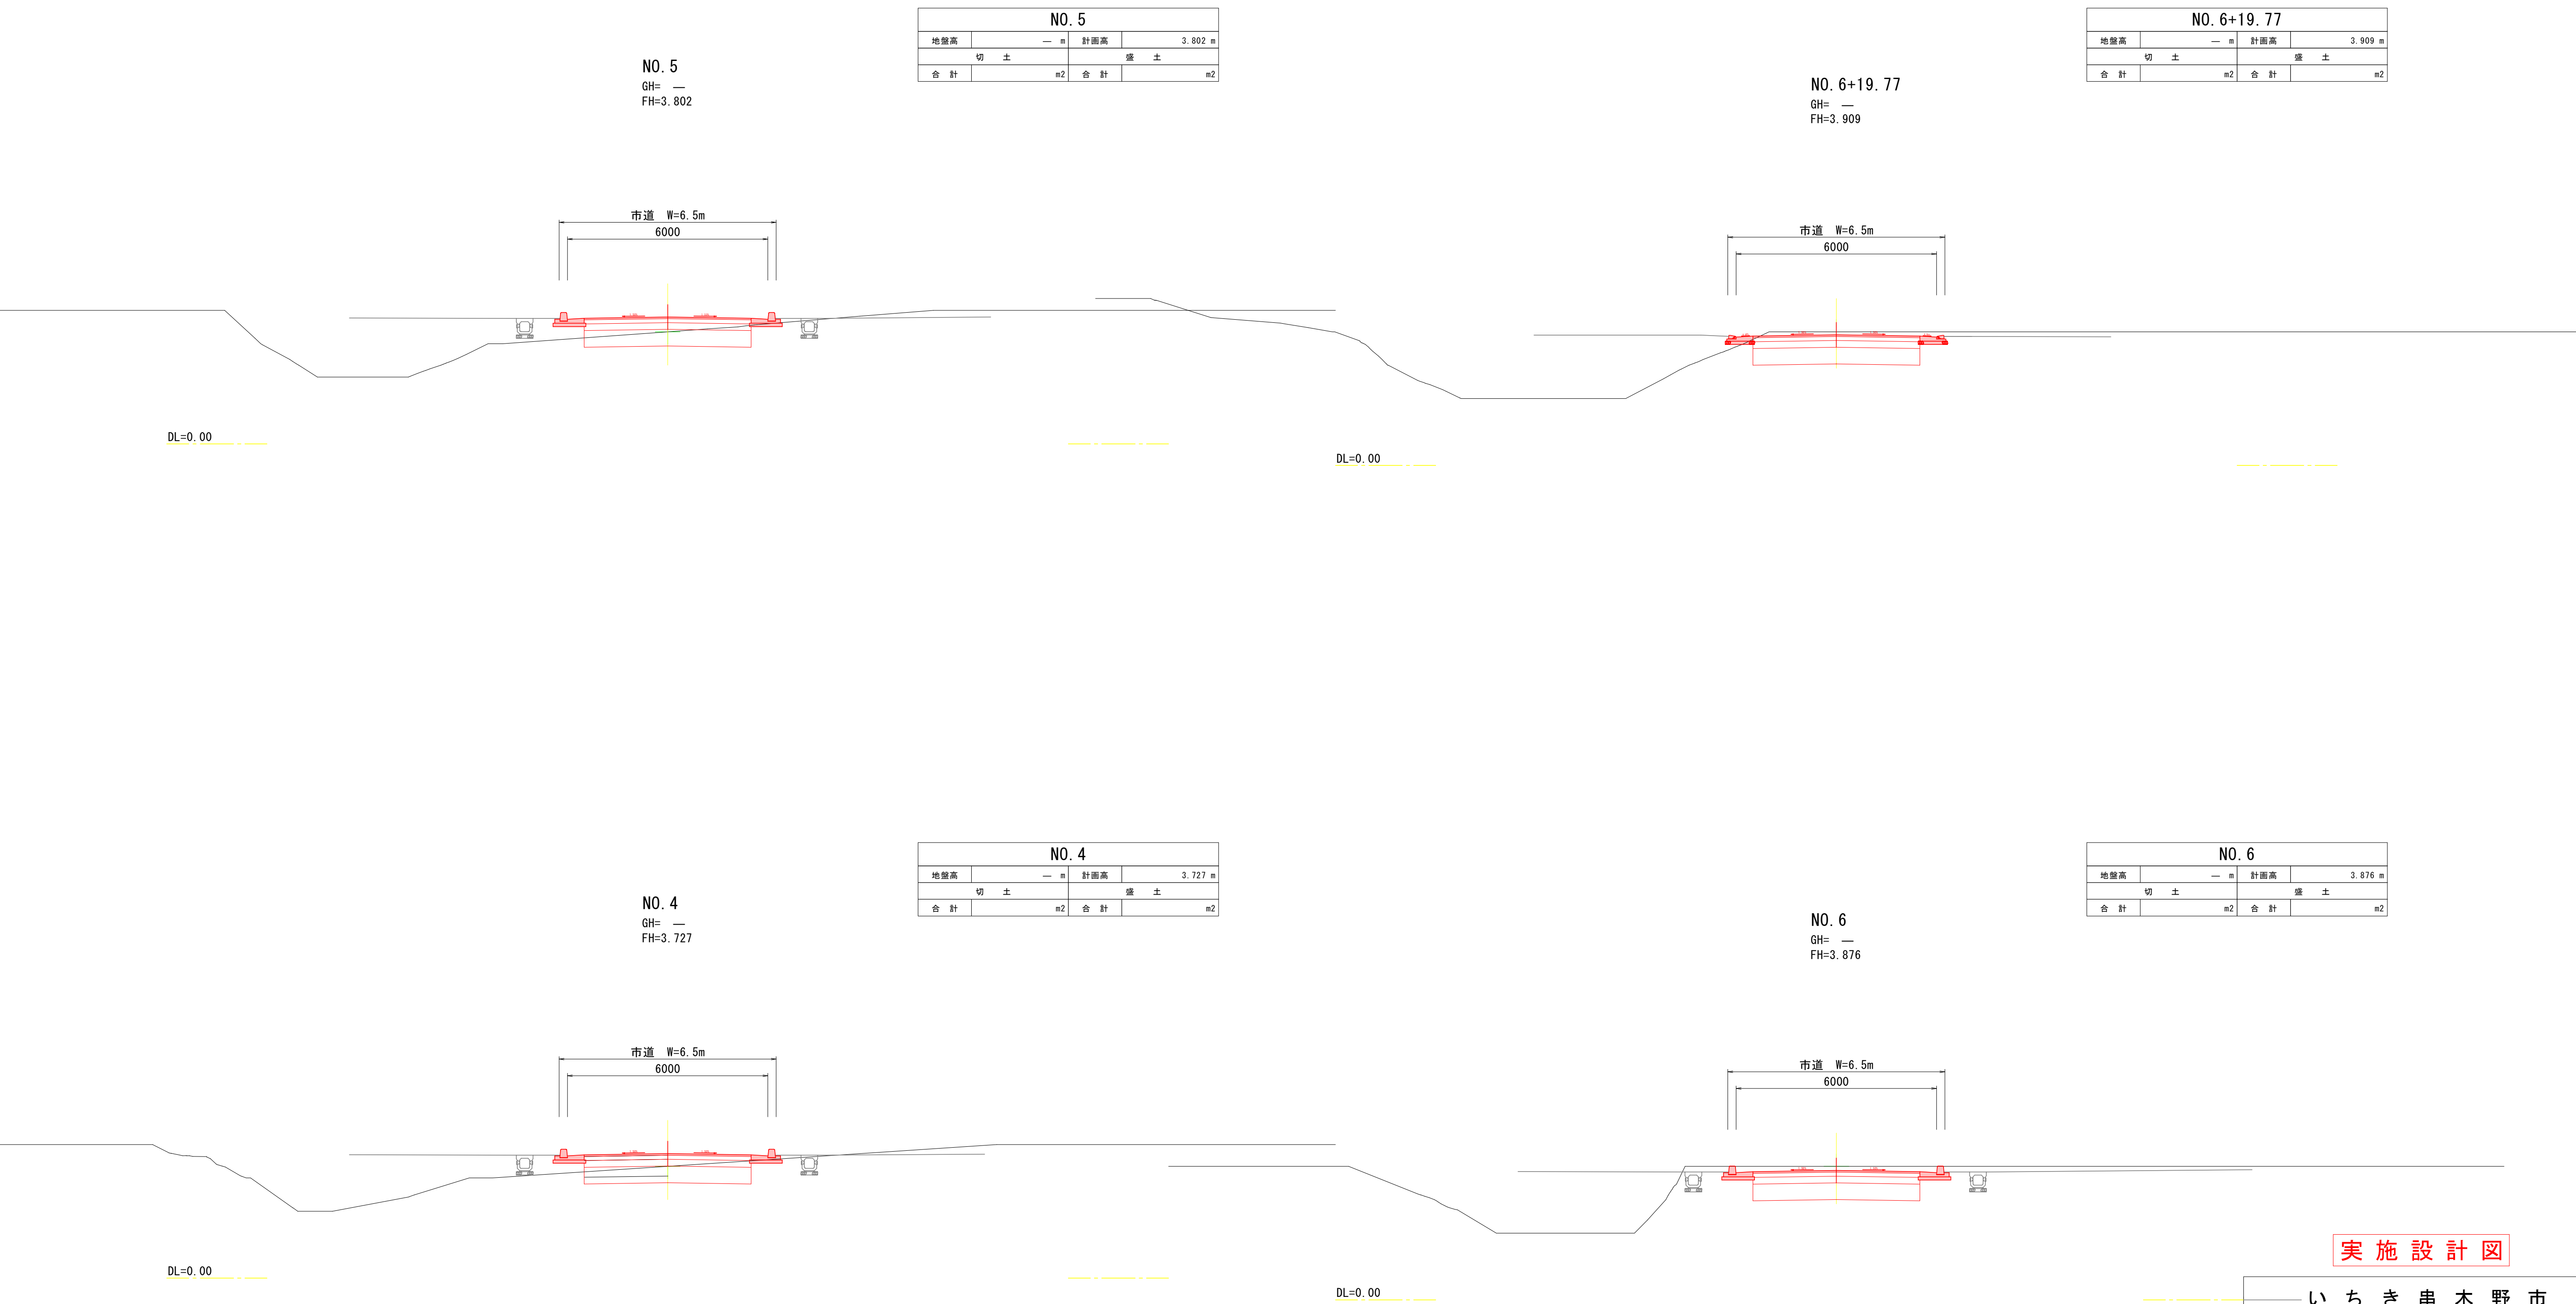 NO. 5
地盤高 — m 計画高 3.802 m
切 土 盛 土
合 計 m2 合 計 m2
NO. 5
GH= —
FH=3.802
市道 W=6.5m
6000
DL=0.00
NO. 6+19.77
地盤高 — m 計画高 3.909 m
切 土 盛 土
合 計 m2 合 計 m2
NO. 6+19.77
GH= —
FH=3.909
市道 W=6.5m
6000
DL=0.00
NO. 4
地盤高 — m 計画高 3.727 m
切 土 盛 土
合 計 m2 合 計 m2
NO. 4
GH= —
FH=3.727
市道 W=6.5m
6000
DL=0.00
NO. 6
地盤高 — m 計画高 3.876 m
切 土 盛 土
合 計 m2 合 計 m2
NO. 6
GH= —
FH=3.876
市道 W=6.5m
6000
DL=0.00
実施設計図
いちき串木野市